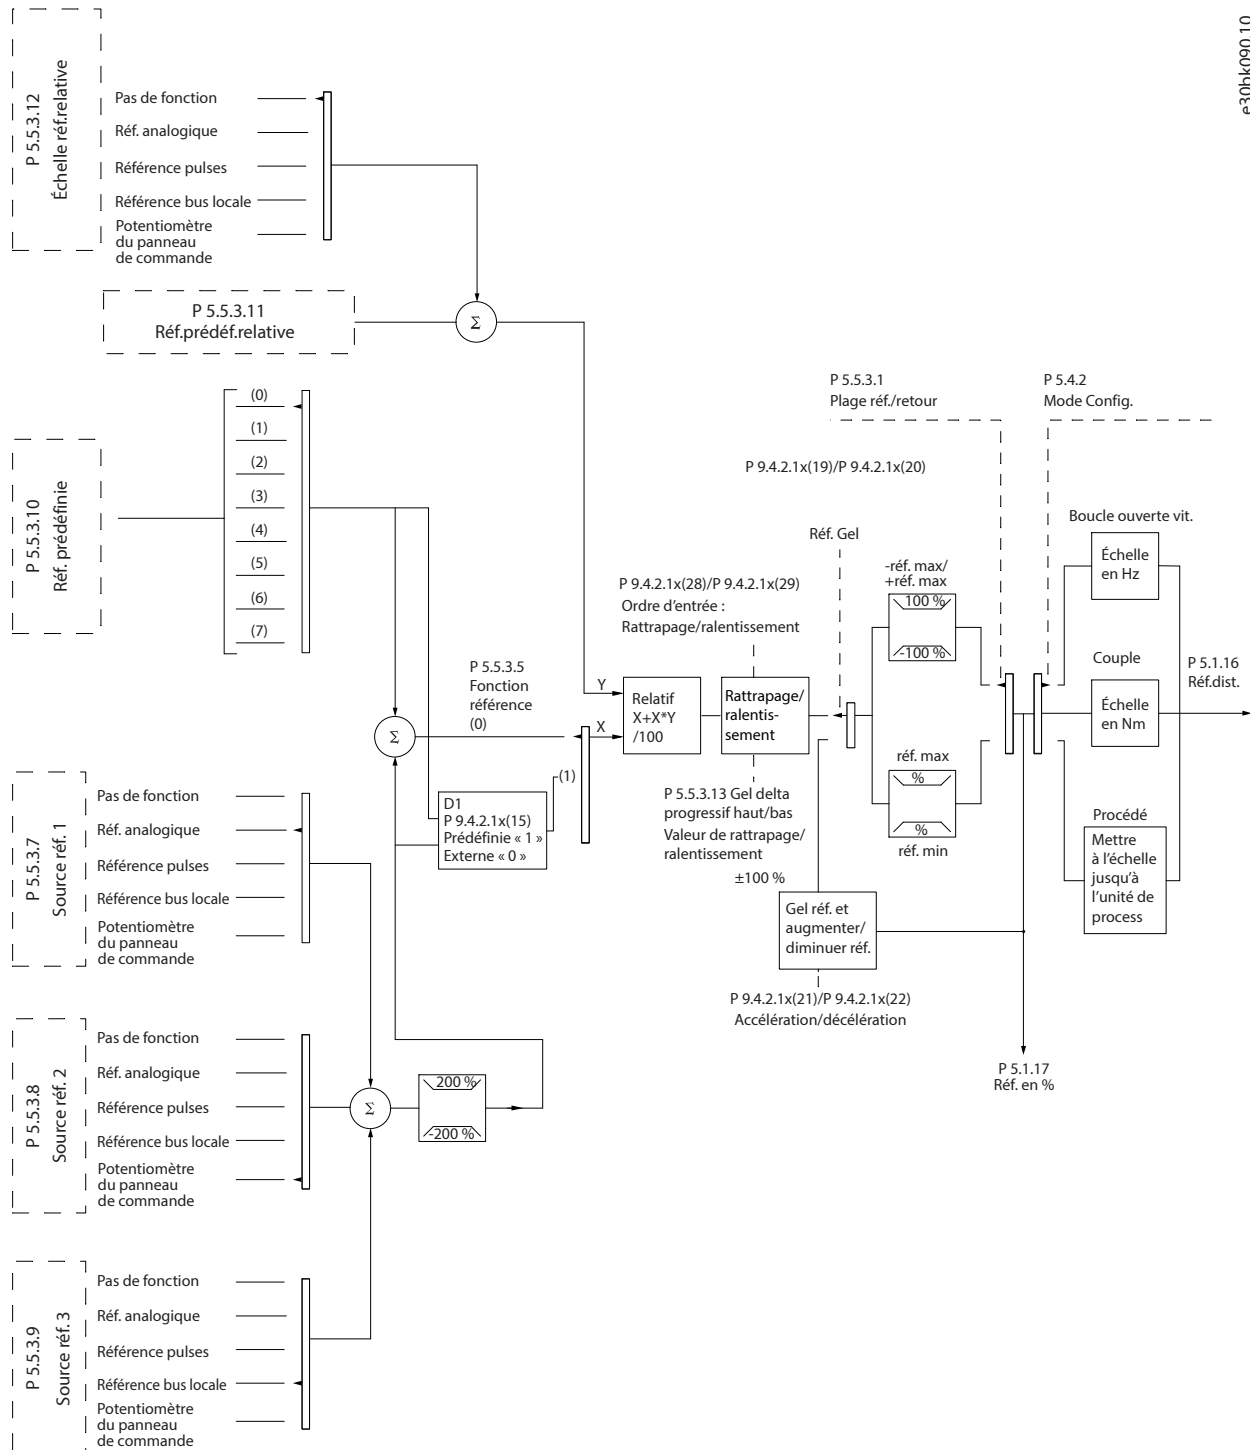 e30bk090.10
P 5.5.3.12
Échelle réf.relative
Pas de fonction
Réf. analogique
Référence pulses
Référence bus locale
Potentiomètre
du panneau
de commande
P 5.5.3.11
Réf.prédéf.relative
Σ
P 5.5.3.10
Réf. prédéfinie
(0)
(1)
(2)
(3)
(4)
(5)
(6)
(7)
P 5.5.3.7
Source réf. 1
Pas de fonction
Réf. analogique
Référence pulses
Référence bus locale
Potentiomètre
du panneau
de commande
P 5.5.3.8
Source réf. 2
Pas de fonction
Réf. analogique
Référence pulses
Référence bus locale
Potentiomètre
du panneau
de commande
P 5.5.3.9
Source réf. 3
Pas de fonction
Réf. analogique
Référence pulses
Référence bus locale
Potentiomètre
du panneau
de commande
Σ
200 %
-200 %
Σ
P 5.5.3.5
Fonction
référence
(0)
D1
P 9.4.2.1x(15)
Prédéfinie « 1 »
Externe « 0 »
(1)
Y
X
Relatif
X+X*Y
/100
P 9.4.2.1x(28)/P 9.4.2.1x(29)
Ordre d'entrée :
Rattrapage/ralentissement
Rattrapage/
ralentis-
sement
P 5.5.3.13 Gel delta
progressif haut/bas
Valeur de rattrapage/
ralentissement
±100 %
Gel réf. et
augmenter/
diminuer réf.
P 9.4.2.1x(21)/P 9.4.2.1x(22)
Accélération/décélération
Réf. Gel
P 9.4.2.1x(19)/P 9.4.2.1x(20)
P 5.5.3.1
Plage réf./retour
-réf. max/
+réf. max
100 %
-100 %
réf. max
%
%
réf. min
P 5.4.2
Mode Config.
Boucle ouverte vit.
Échelle
en Hz
Couple
Échelle
en Nm
Procédé
Mettre
à l'échelle
jusqu'à
l'unité de
process
P 5.1.16
Réf.dist.
P 5.1.17
Réf. en %